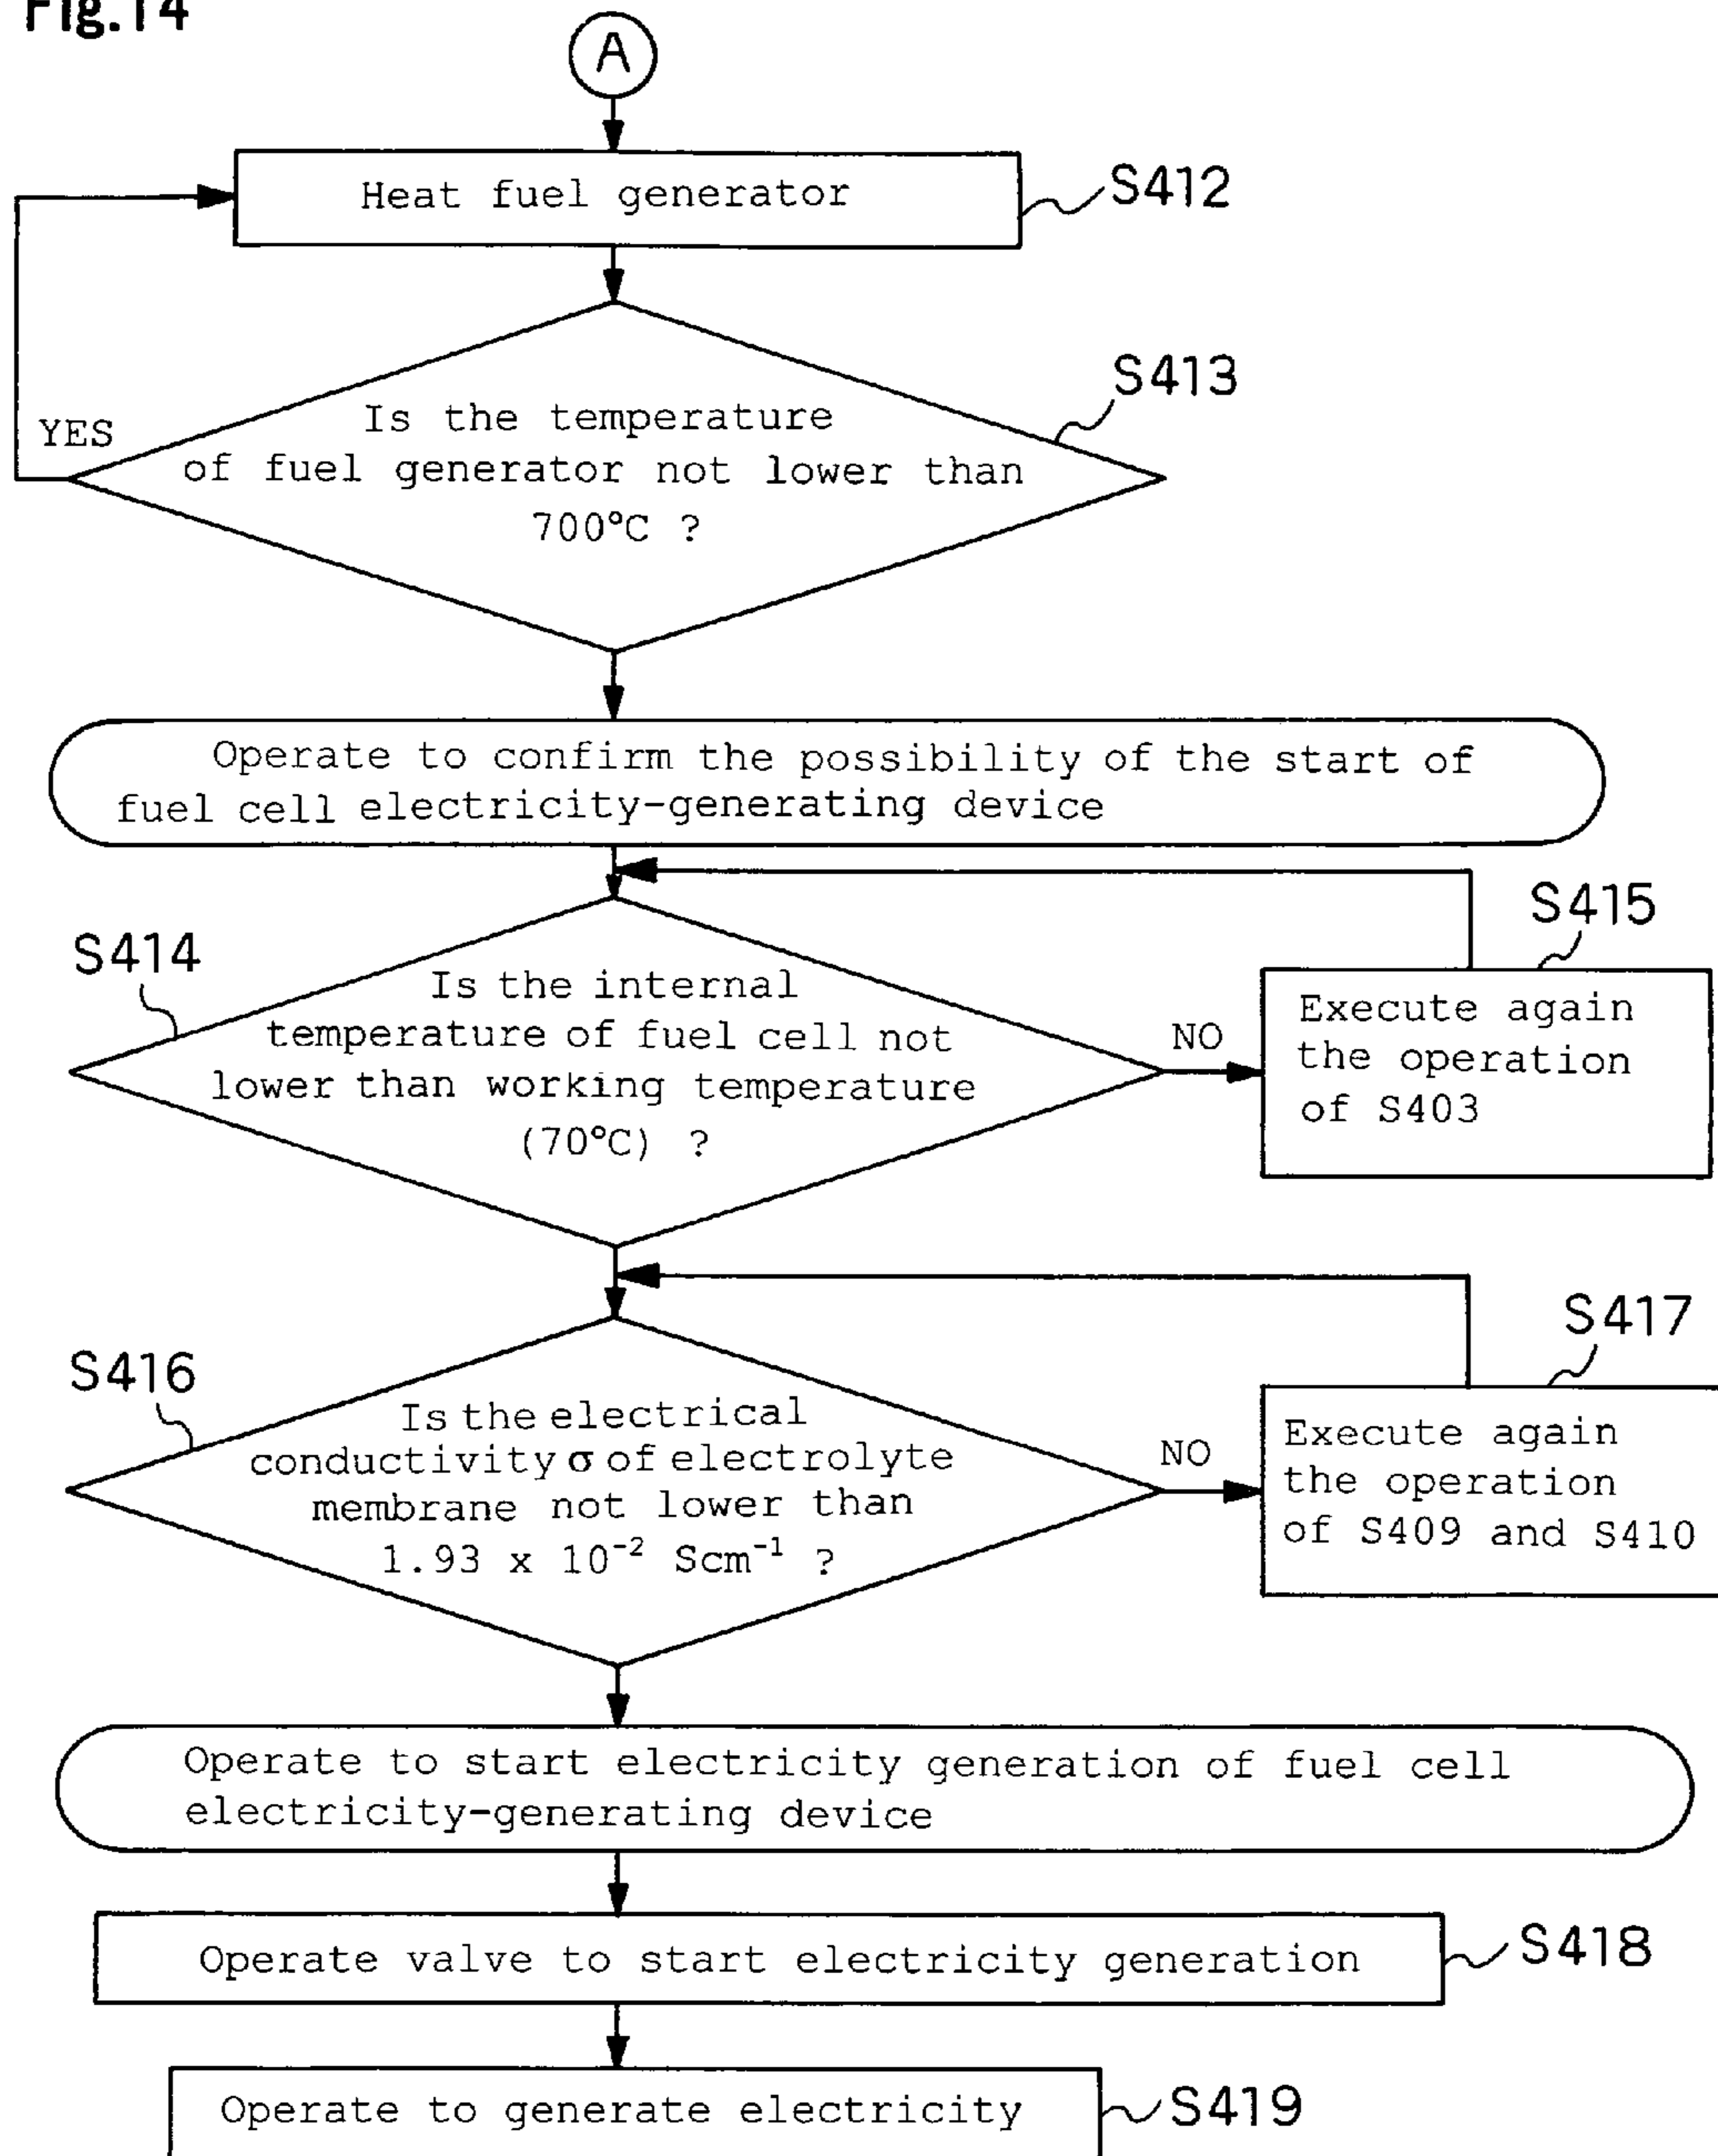 Fig.14
A
Heat fuel generator
S412
S413
Is the temperature
of fuel generator not lower than
700°C ?
YES
Operate to confirm the possibility of the start of
fuel cell electricity-generating device
S414
Is the internal
temperature of fuel cell not
lower than working temperature
(70°C) ?
NO
S415
Execute again
the operation
of S403
S416
Is the electrical
conductivity σ of electrolyte
membrane not lower than
1.93 x 10⁻² Scm⁻¹ ?
NO
S417
Execute again
the operation
of S409 and S410
Operate to start electricity generation of fuel cell
electricity-generating device
Operate valve to start electricity generation
S418
Operate to generate electricity
S419